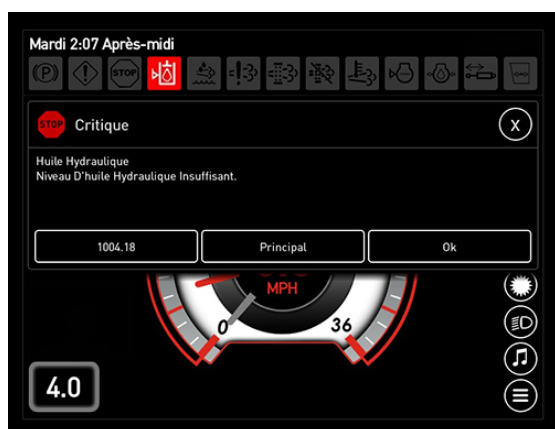 Mardi 2:07 Après-midi
P
STOP
STOP Critique X
Huile Hydraulique
Niveau D'huile Hydraulique Insuffisant.
1004.18 Principal Ok
MPH
0 36
4.0